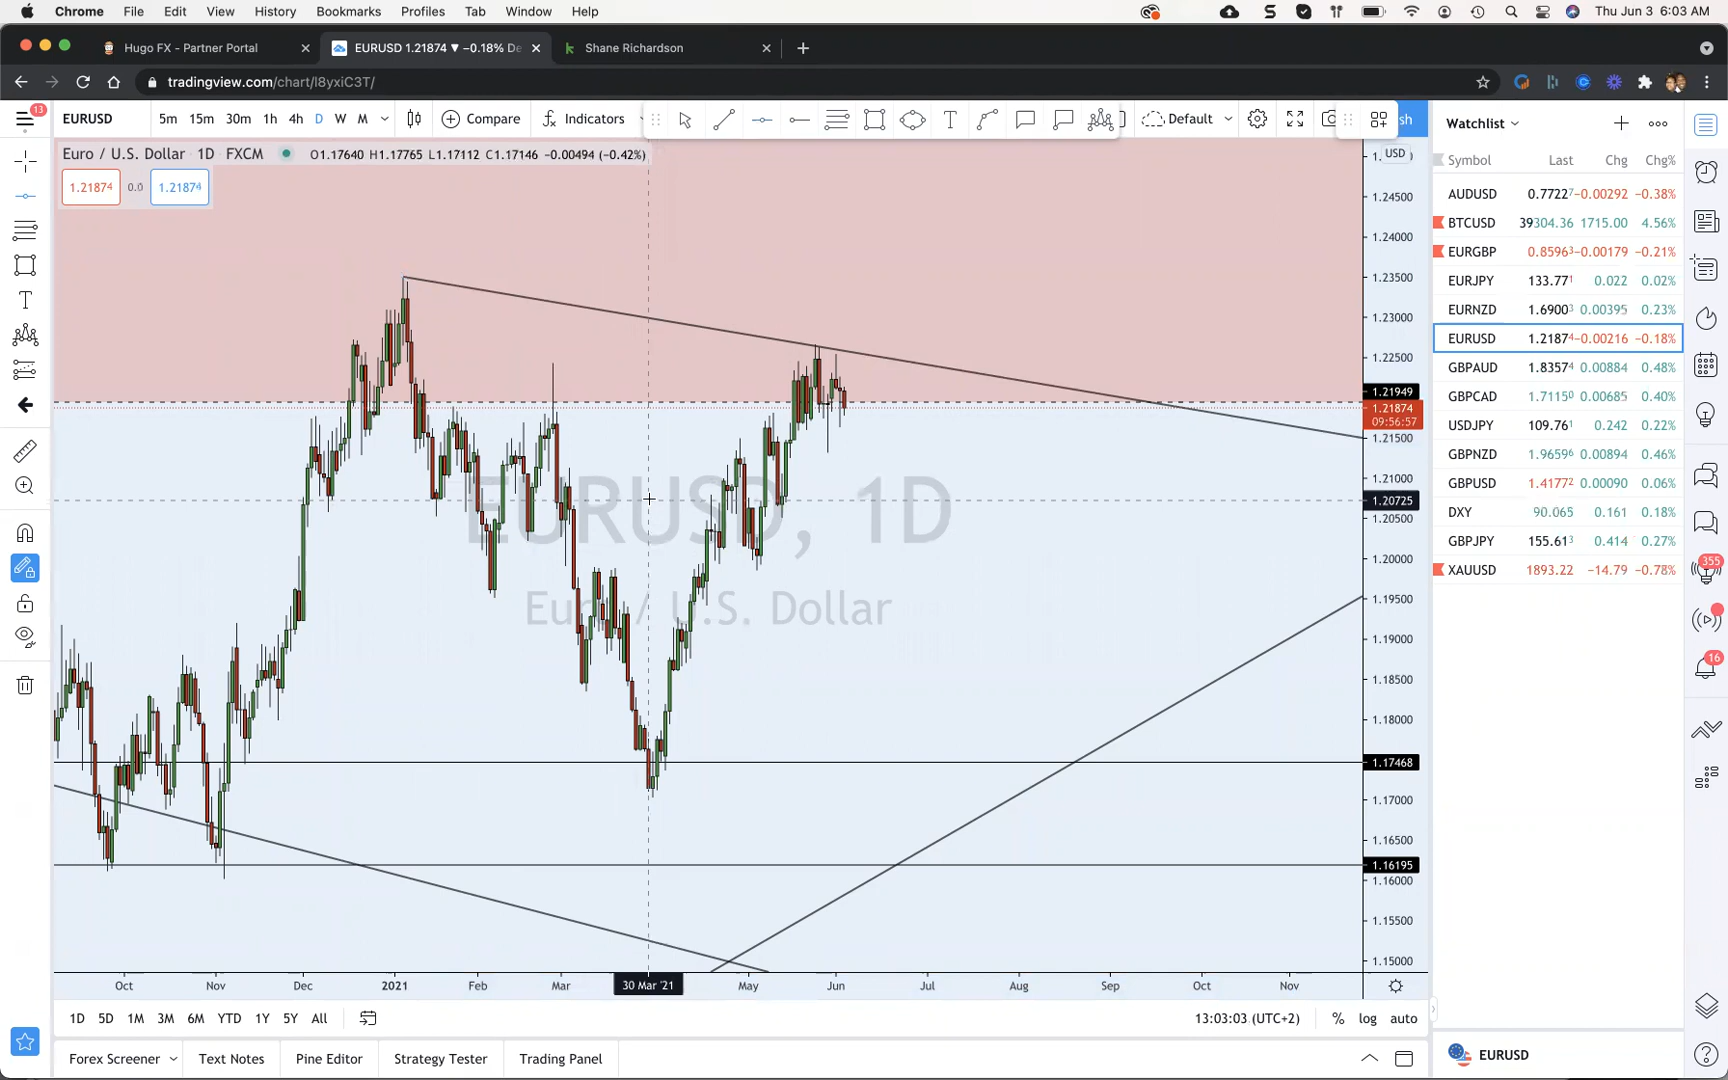 Chrome File Edit View History Bookmarks Profiles Tab Window Help Thu Jun 3 6:03 AM
Hugo FX - Partner Portal EURUSD 1.21874 ▼ −0.18% De Shane Richardson
tradingview.com/chart/l8yxiC3T/
13 EURUSD 5m 15m 30m 1h 4h D W M Compare Indicators T Default sh
Euro / U.S. Dollar · 1D · FXCM O1.17640 H1.17765 L1.17112 C1.17146 −0.00494 (−0.42%)
1.21874 0.0 1.21874
USD
1.24500
1.24000
1.23500
1.23000
1.22500
1.21949
1.21874
09:56:57
1.21500
1.21000
1.20725
1.20500
1.20000
1.19500
1.19000
1.18500
1.18000
1.17468
1.17000
1.16500
1.16195
1.16000
1.15500
1.15000
EURUSD, 1D
Euro / U.S. Dollar
Oct Nov Dec 2021 Feb Mar 30 Mar '21 May Jun Jul Aug Sep Oct Nov
1D 5D 1M 3M 6M YTD 1Y 5Y All 13:03:03 (UTC+2) % log auto
Forex Screener Text Notes Pine Editor Strategy Tester Trading Panel
Watchlist
Symbol Last Chg Chg%
AUDUSD 0.77227 −0.00292 −0.38%
BTCUSD 39304.36 1715.00 4.56%
EURGBP 0.85963 −0.00179 −0.21%
EURJPY 133.771 0.022 0.02%
EURNZD 1.69003 0.00395 0.23%
EURUSD 1.21874 −0.00216 −0.18%
GBPAUD 1.83574 0.00884 0.48%
GBPCAD 1.71150 0.00685 0.40%
USDJPY 109.761 0.242 0.22%
GBPNZD 1.96596 0.00894 0.46%
GBPUSD 1.41772 0.00090 0.06%
DXY 90.065 0.161 0.18%
GBPJPY 155.613 0.414 0.27%
XAUUSD 1893.22 −14.79 −0.78%
355
16
EURUSD